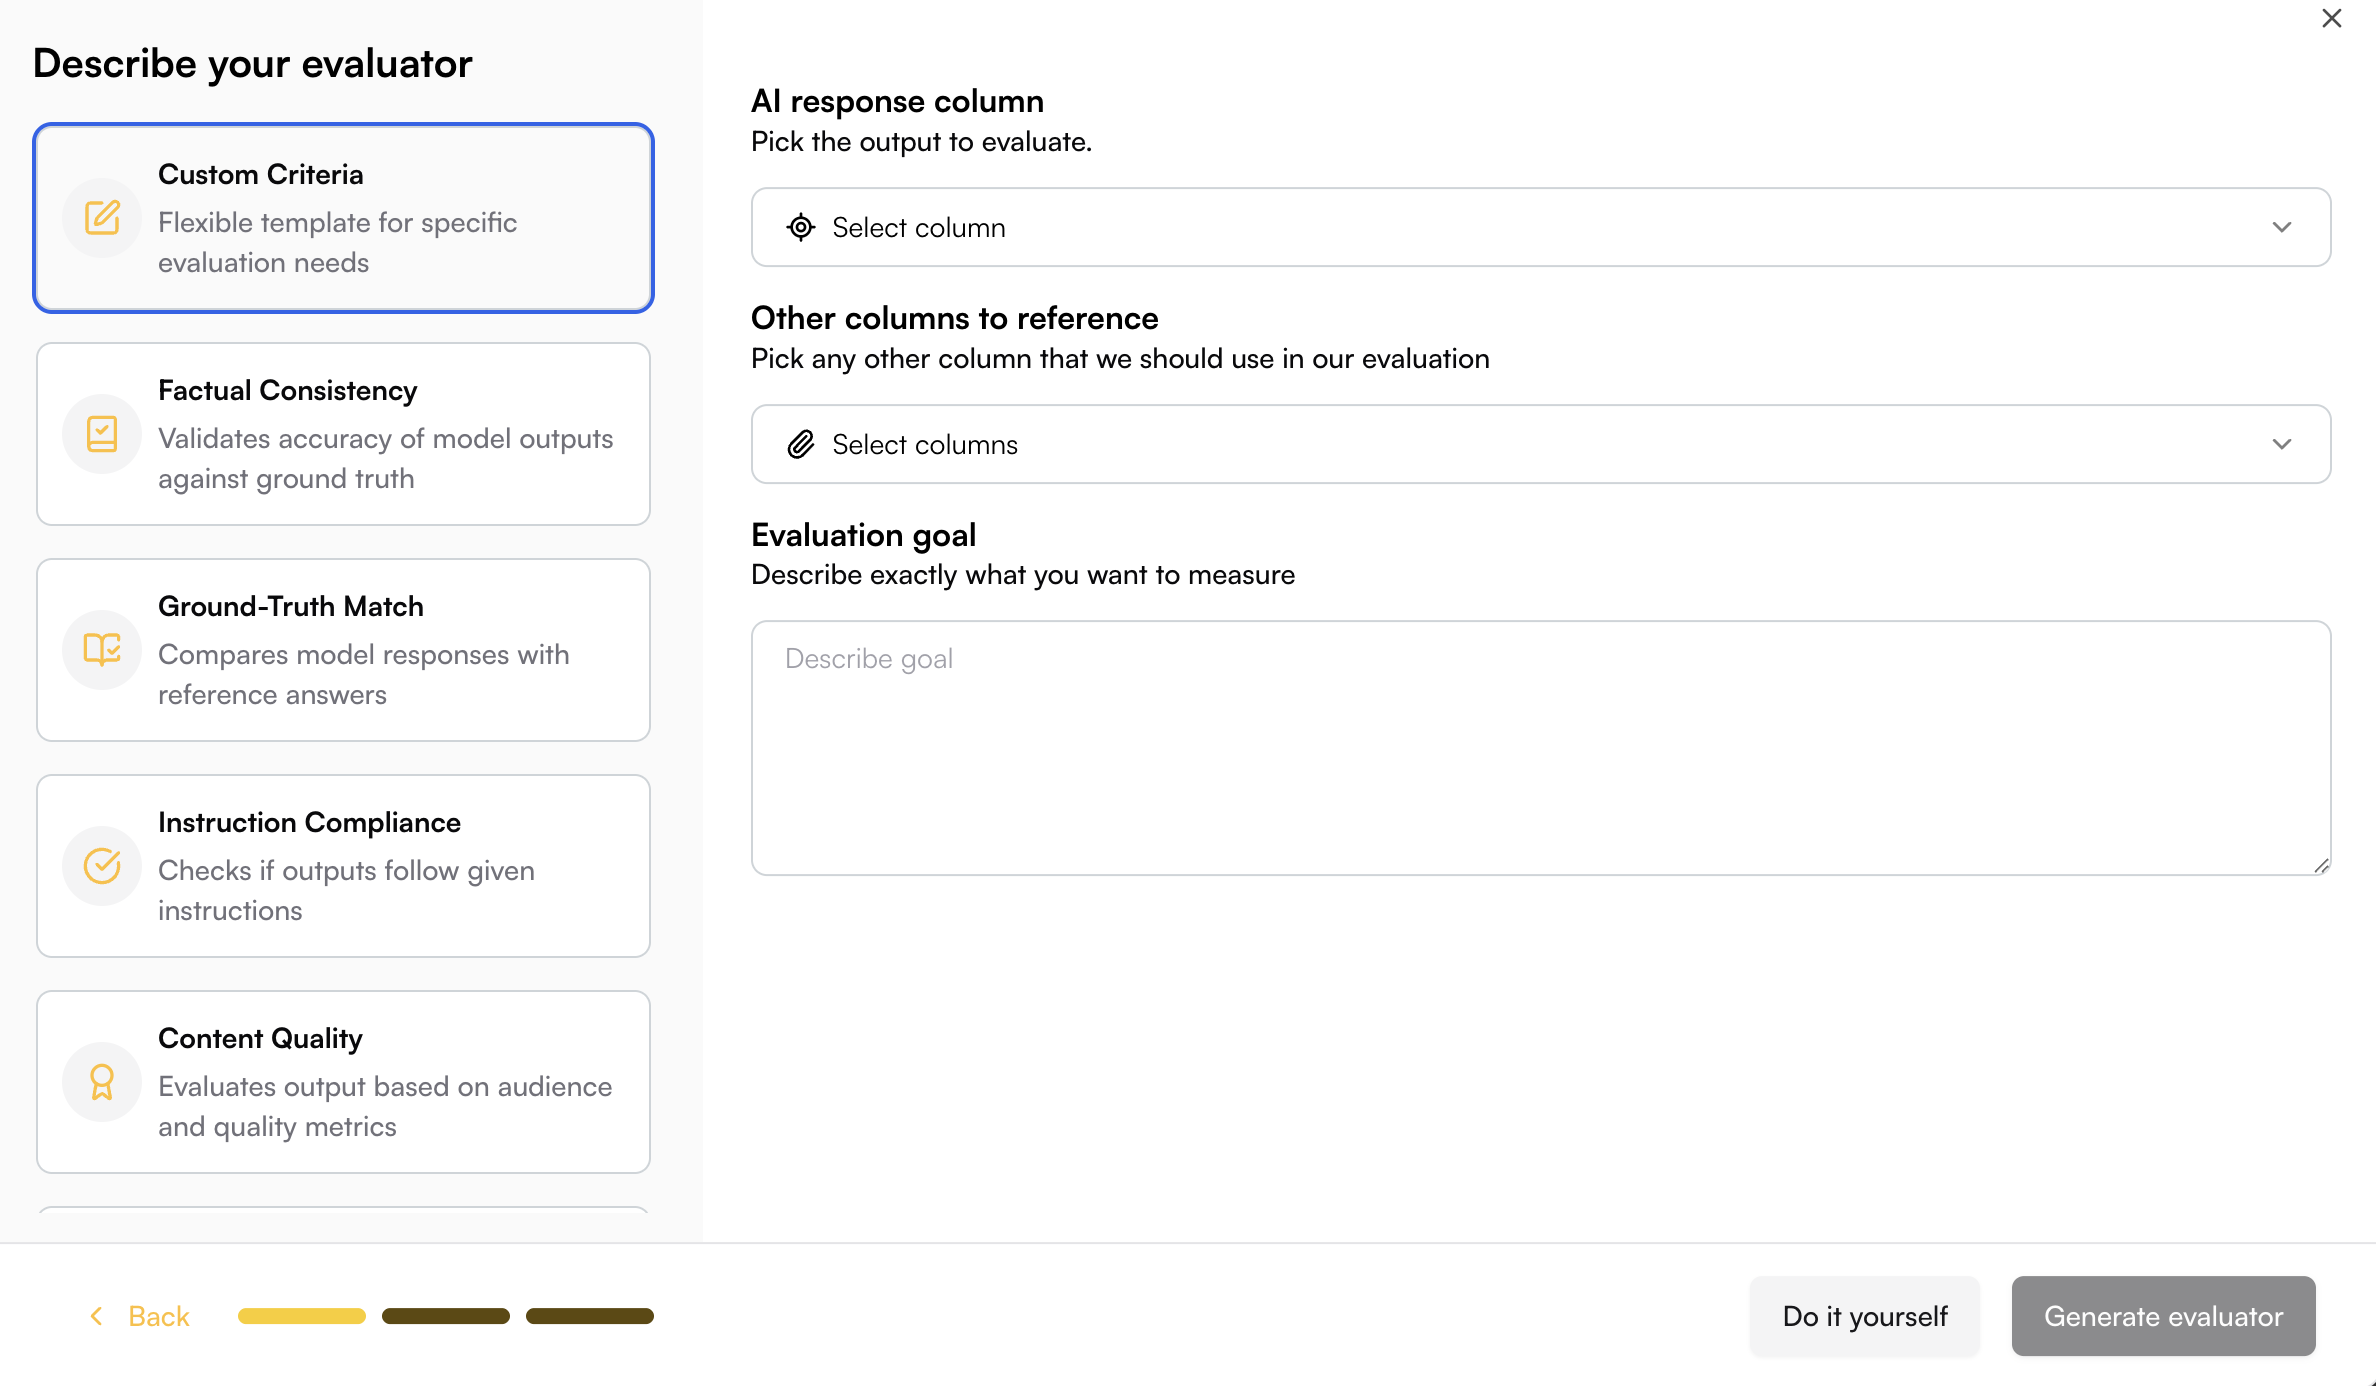 Describe your evaluator
Custom Criteria
Flexible template for specific
evaluation needs
Factual Consistency
Validates accuracy of model outputs
against ground truth
Ground-Truth Match
Compares model responses with
reference answers
Instruction Compliance
Checks if outputs follow given
instructions
Content Quality
Evaluates output based on audience
and quality metrics
AI response column
Pick the output to evaluate.
Select column
Other columns to reference
Pick any other column that we should use in our evaluation
Select columns
Evaluation goal
Describe exactly what you want to measure
Describe goal
Back
Do it yourself
Generate evaluator